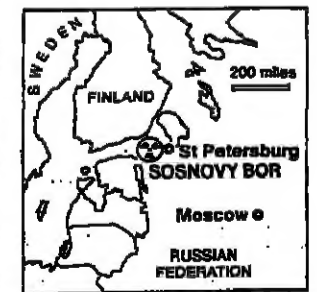 SWEDEN
200 miles
FINLAND
St Petersburg
SOSNOVY BOR
Moscow
RUSSIAN
FEDERATION